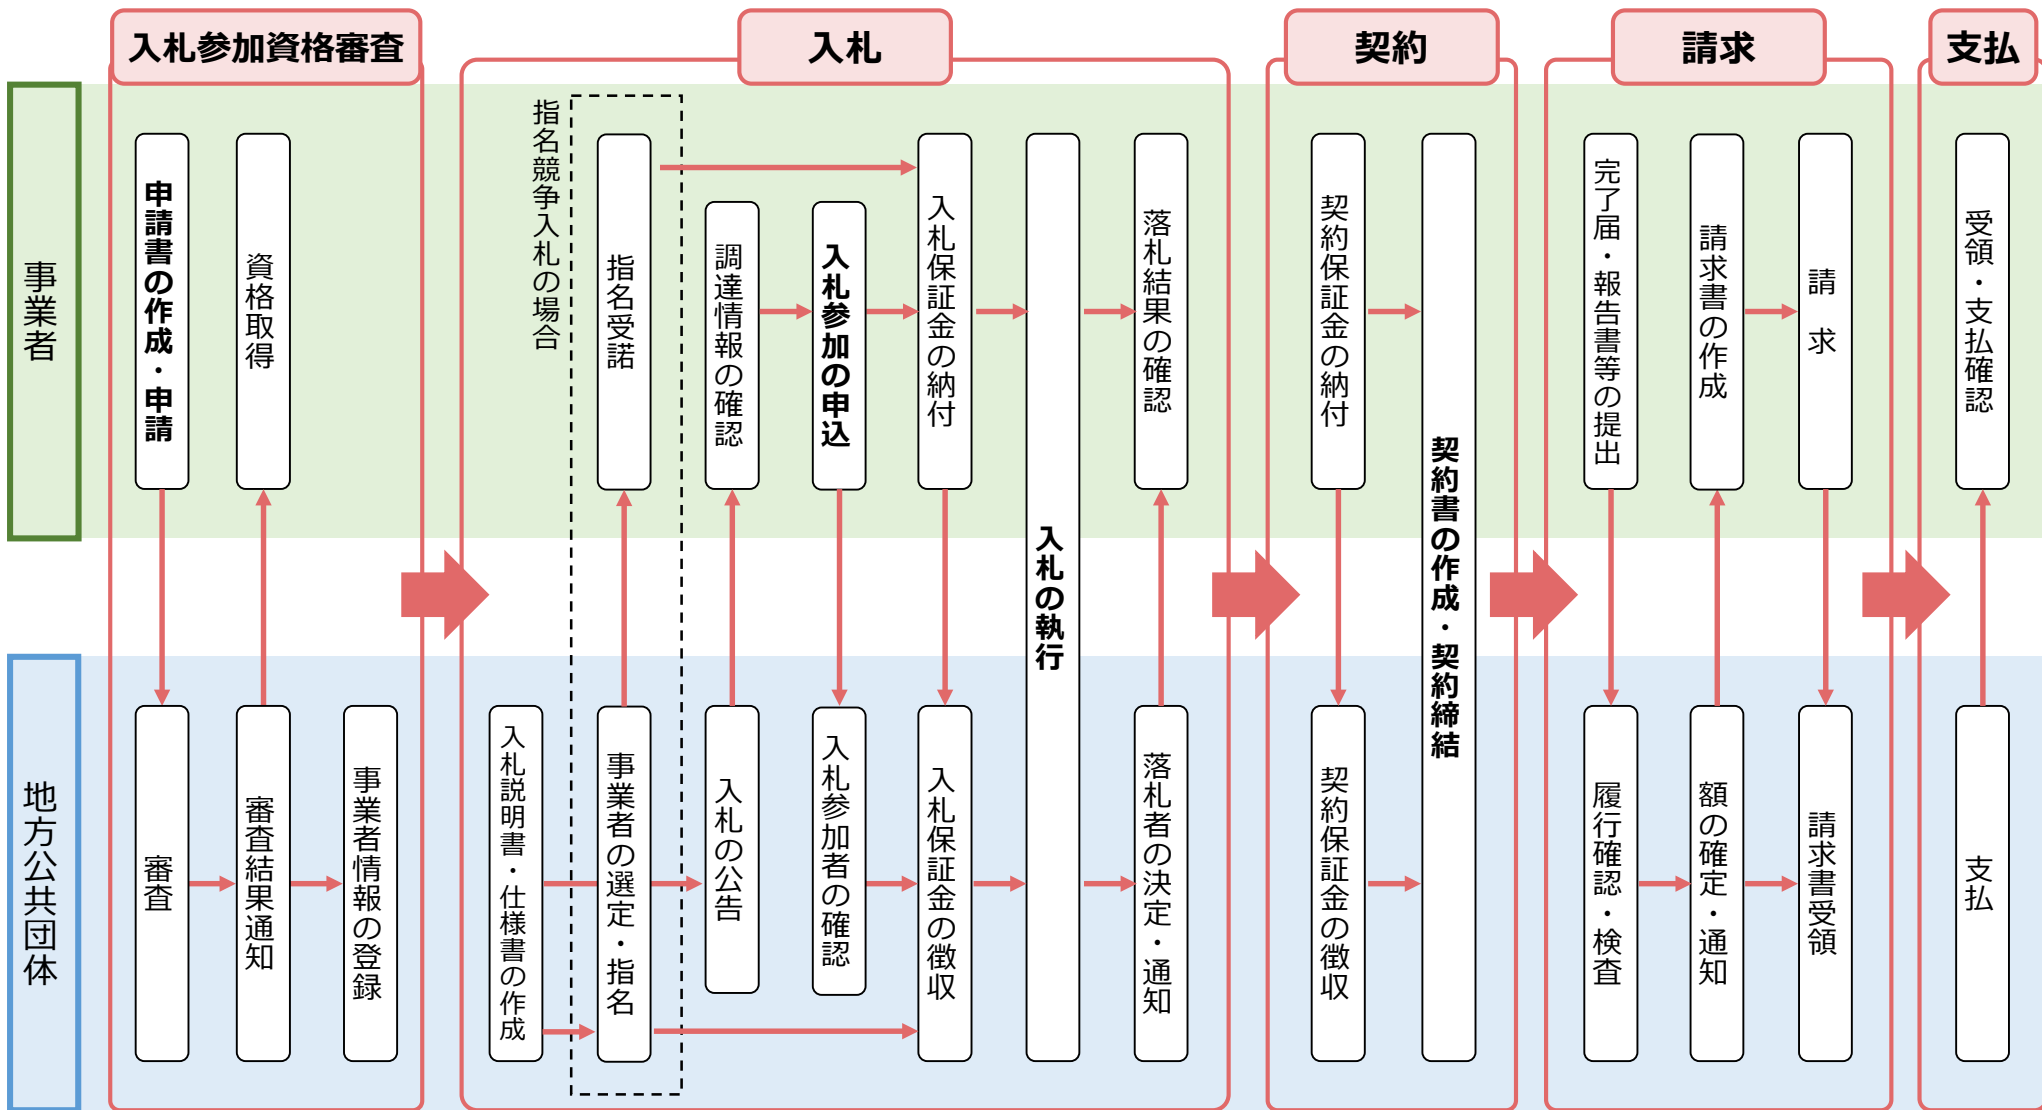 入札参加資格審査
入札
契約
請求
支払
事業者
申請書の作成・申請
資格取得
指名競争入札の場合
指名受諾
調達情報の確認
入札参加の申込
入札保証金の納付
入札の執行
落札結果の確認
契約保証金の納付
契約書の作成・契約締結
完了届・報告書等の提出
請求書の作成
請 求
受領・支払確認
地方公共団体
審査
審査結果通知
事業者情報の登録
入札説明書・仕様書の作成
事業者の選定・指名
入札の公告
入札参加者の確認
入札保証金の徴収
落札者の決定・通知
契約保証金の徴収
履行確認・検査
額の確定・通知
請求書受領
支払